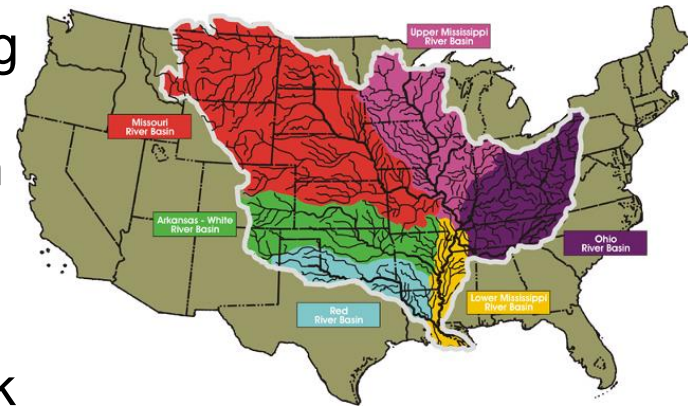 g
Upper Mississippi
River Basin
Missouri
River Basin
Arkansas - White
River Basin
Ohio
River Basin
Red
River Basin
Lower Mississippi
River Basin
k